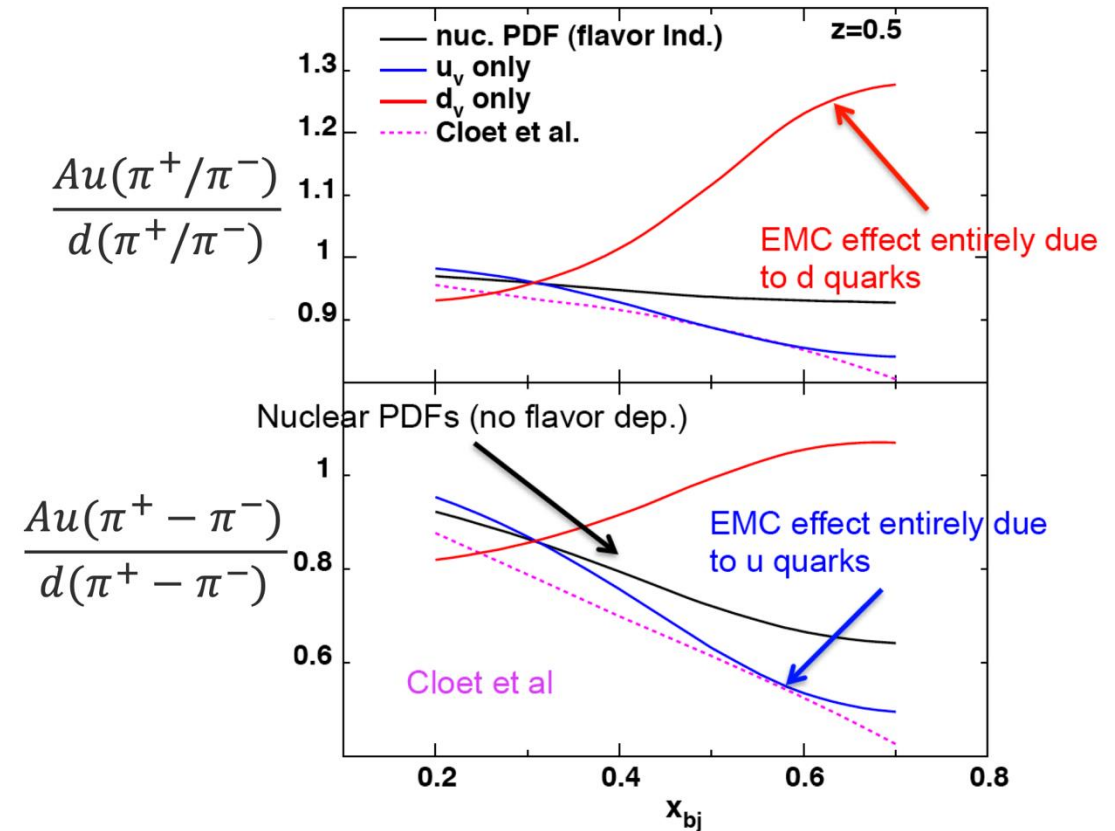 nuc. PDF (flavor Ind.)
z=0.5
u_v only
d_v only
Cloet et al.
1.3
1.2
1.1
1
0.9
Au(π⁺/π⁻)
d(π⁺/π⁻)
EMC effect entirely due
to d quarks
Nuclear PDFs (no flavor dep.)
1
0.8
0.6
Au(π⁺ − π⁻)
d(π⁺ − π⁻)
EMC effect entirely due
to u quarks
Cloet et al
0.2 0.4 0.6 0.8
x_bj